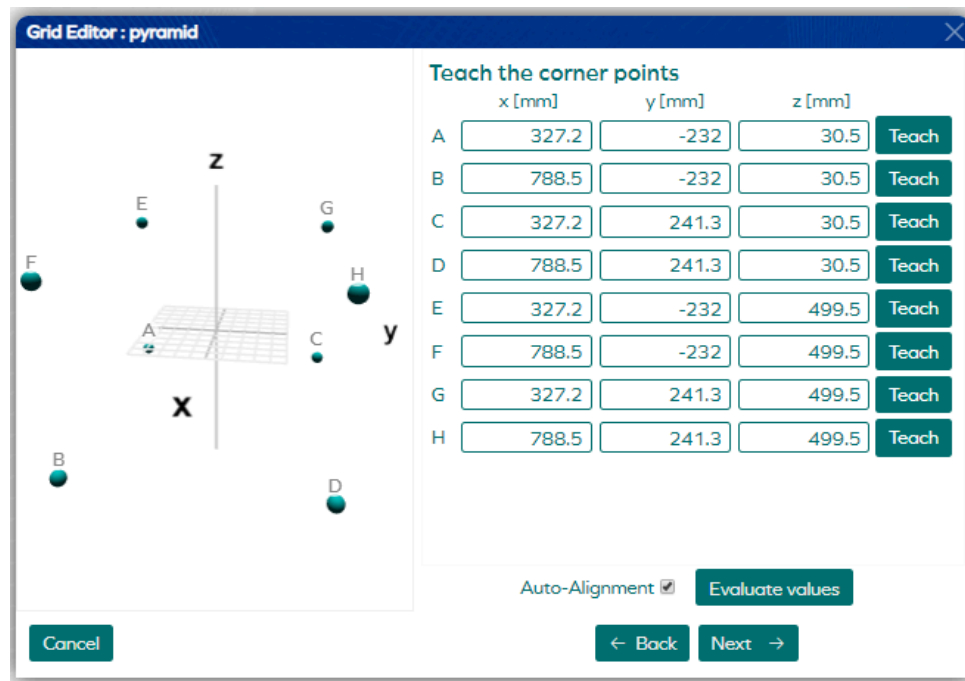 Grid Editor : pyramid
Teach the corner points
x [mm] y [mm] z [mm]
A 327.2 -232 30.5 Teach
B 788.5 -232 30.5 Teach
C 327.2 241.3 30.5 Teach
D 788.5 241.3 30.5 Teach
E 327.2 -232 499.5 Teach
F 788.5 -232 499.5 Teach
G 327.2 241.3 499.5 Teach
H 788.5 241.3 499.5 Teach
z
E
G
F
H
A
C
y
x
B
D
Auto-Alignment
Evaluate values
Cancel
← Back
Next →